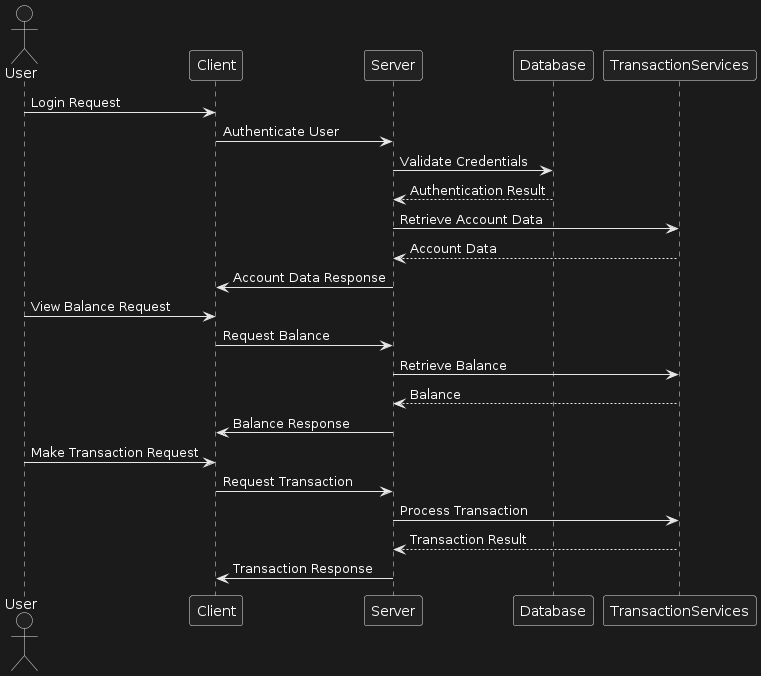 User
Client
Server
Database
TransactionServices
Login Request
Authenticate User
Validate Credentials
Authentication Result
Retrieve Account Data
Account Data
Account Data Response
View Balance Request
Request Balance
Retrieve Balance
Balance
Balance Response
Make Transaction Request
Request Transaction
Process Transaction
Transaction Result
Transaction Response
User
Client
Server
Database
TransactionServices